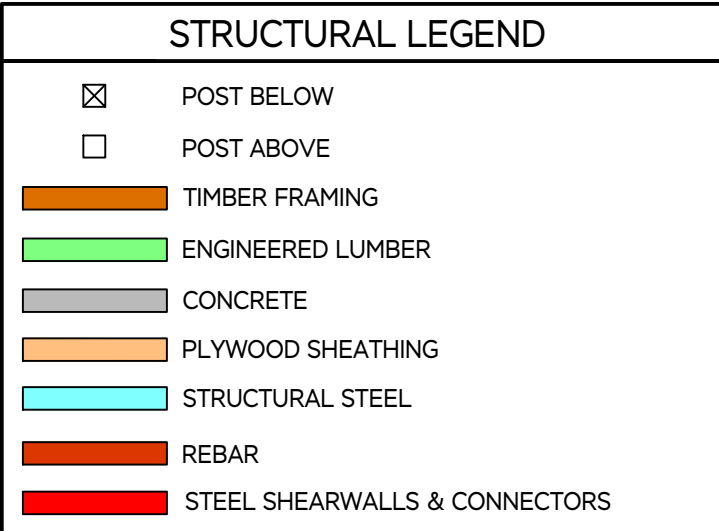 STRUCTURAL LEGEND
POST BELOW
POST ABOVE
TIMBER FRAMING
ENGINEERED LUMBER
CONCRETE
PLYWOOD SHEATHING
STRUCTURAL STEEL
REBAR
STEEL SHEARWALLS & CONNECTORS